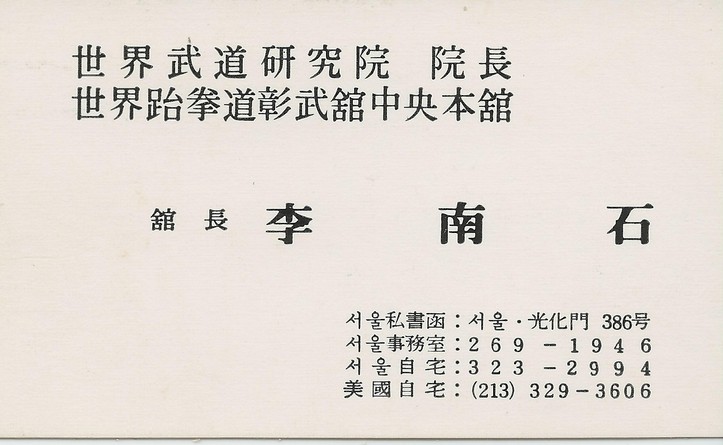 世界武道研究院 院長
世界跆拳道彰武舘中央本舘
舘長 李南石
서울私書函 : 서울・光化門 386号
서울事務室 : 269-1946
서울自宅 : 323-2994
美國自宅 : (213) 329-3606